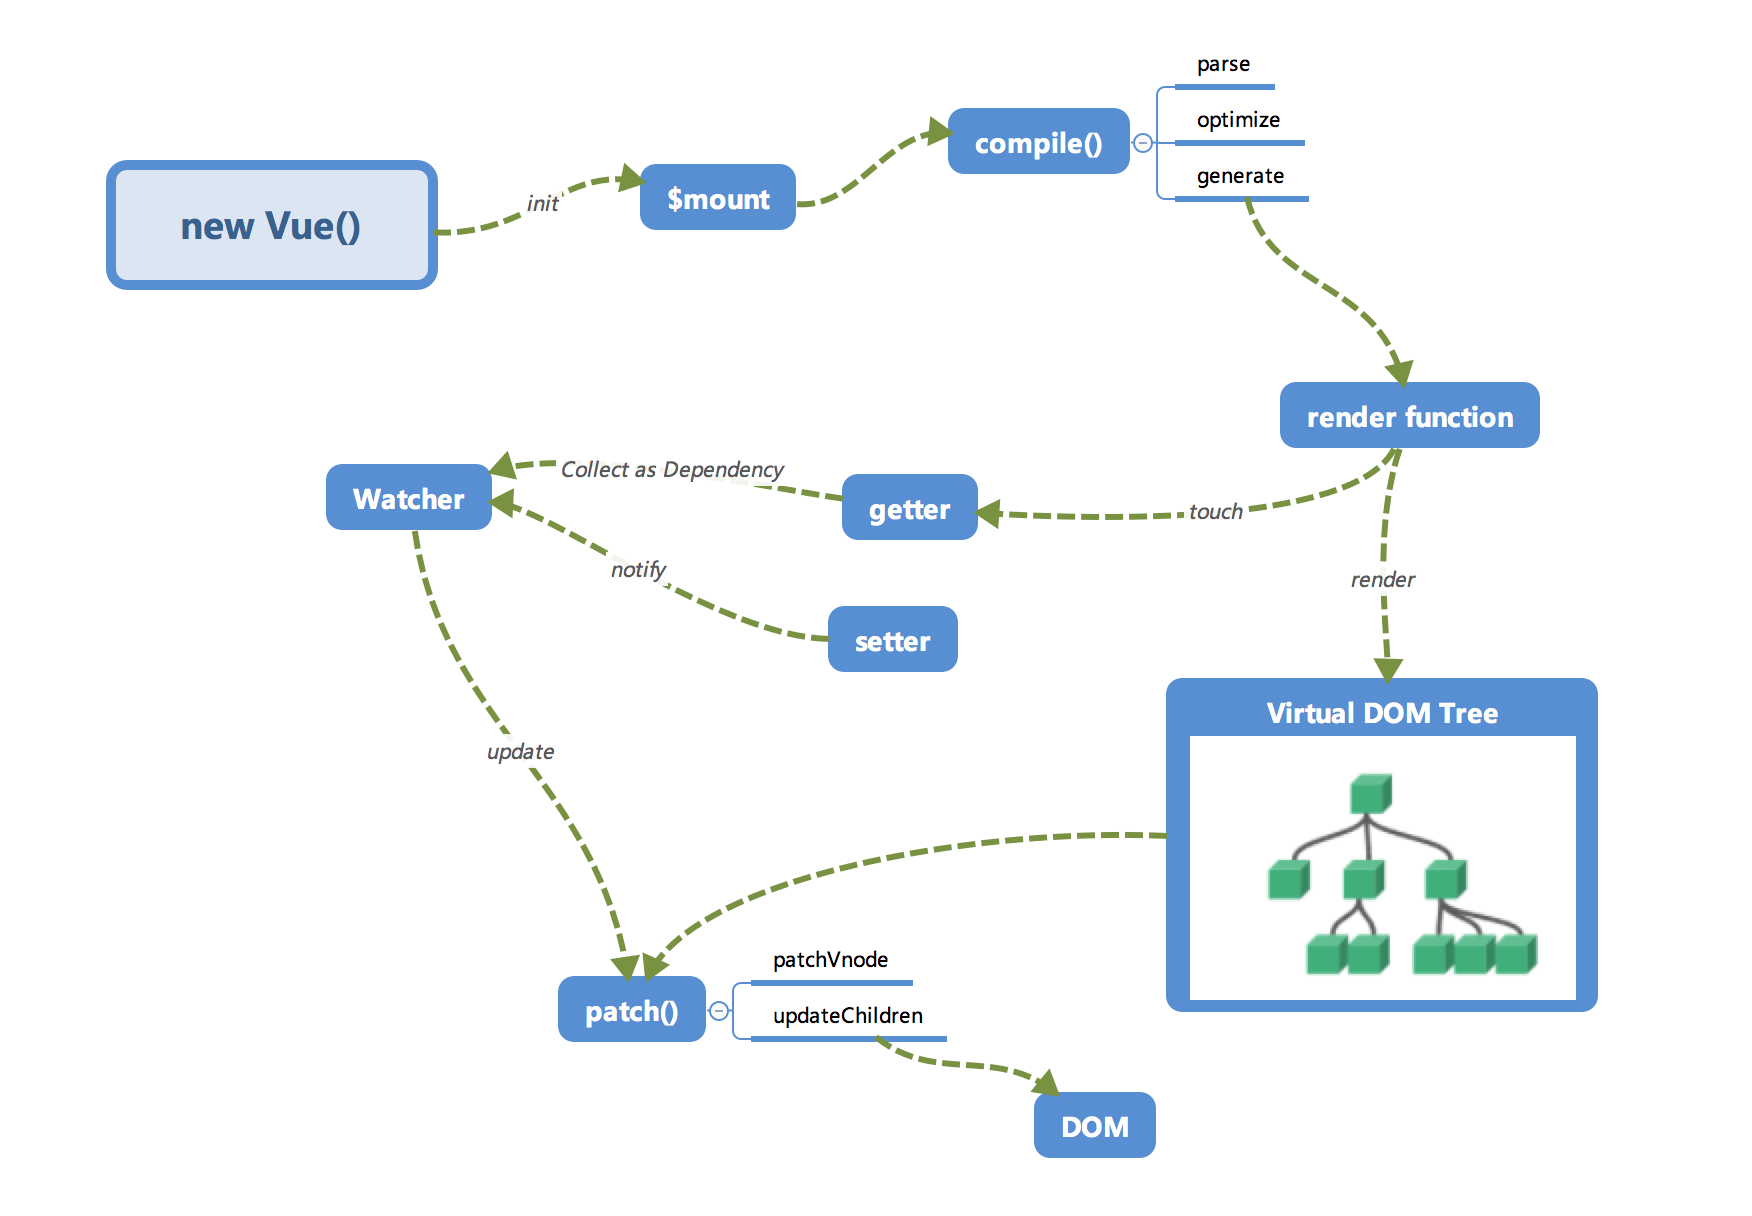 parse
optimize
compile()
generate
$mount
init
new Vue()
render function
Collect as Dependency
Watcher
getter
touch
notify
render
setter
Virtual DOM Tree
update
patchVnode
patch()
updateChildren
DOM